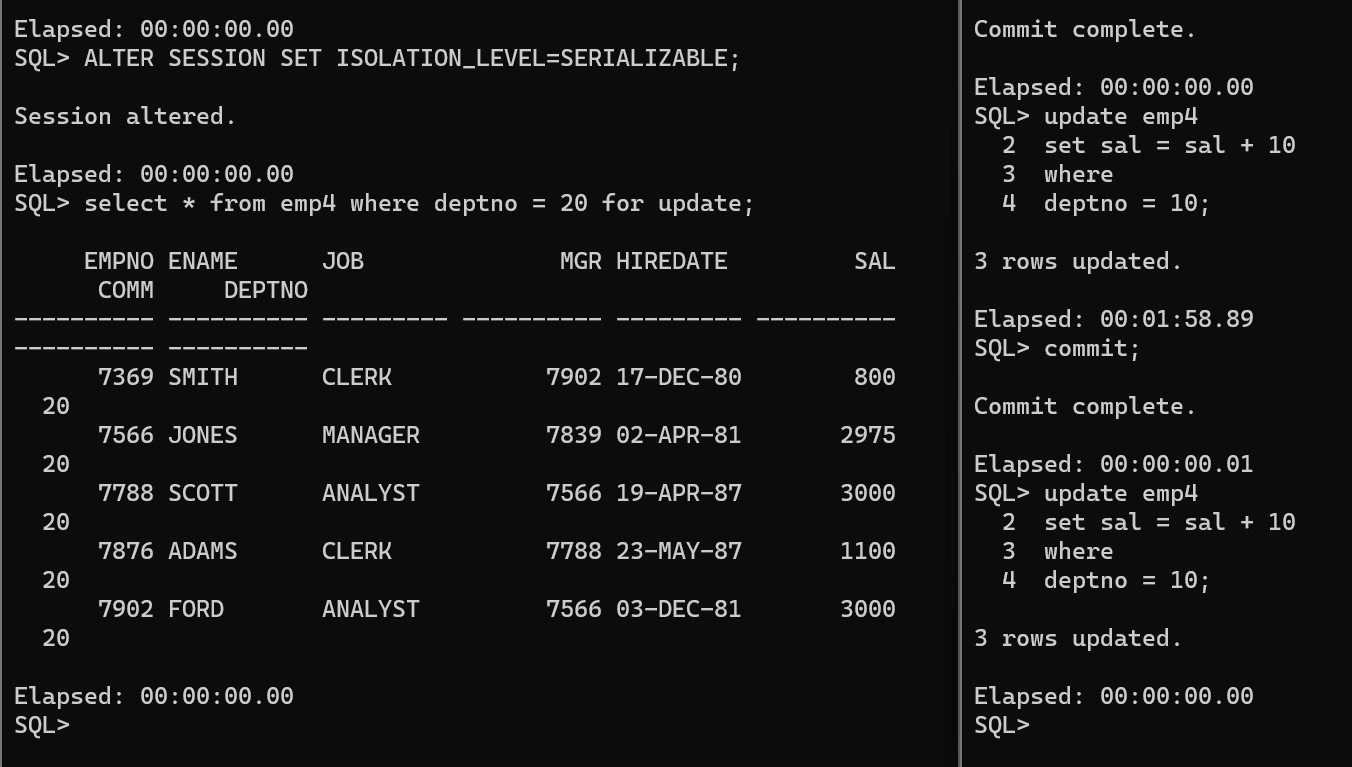 Elapsed: 00:00:00.00
SQL> ALTER SESSION SET ISOLATION_LEVEL=SERIALIZABLE;
Session altered.
Elapsed: 00:00:00.00
SQL> select * from emp4 where deptno = 20 for update;
     EMPNO ENAME      JOB              MGR HIREDATE         SAL
      COMM     DEPTNO
---------- ---------- --------- ---------- --------- ----------
---------- ----------
      7369 SMITH      CLERK           7902 17-DEC-80        800
  20
      7566 JONES      MANAGER         7839 02-APR-81       2975
  20
      7788 SCOTT      ANALYST         7566 19-APR-87       3000
  20
      7876 ADAMS      CLERK           7788 23-MAY-87       1100
  20
      7902 FORD       ANALYST         7566 03-DEC-81       3000
  20
Elapsed: 00:00:00.00
SQL>
Commit complete.
Elapsed: 00:00:00.00
SQL> update emp4
  2  set sal = sal + 10
  3  where
  4  deptno = 10;
3 rows updated.
Elapsed: 00:01:58.89
SQL> commit;
Commit complete.
Elapsed: 00:00:00.01
SQL> update emp4
  2  set sal = sal + 10
  3  where
  4  deptno = 10;
3 rows updated.
Elapsed: 00:00:00.00
SQL>